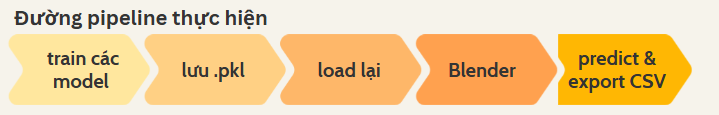 Đường pipeline thực hiện
train các
model
lưu .pkl
load lại
Blender
predict &
export CSV